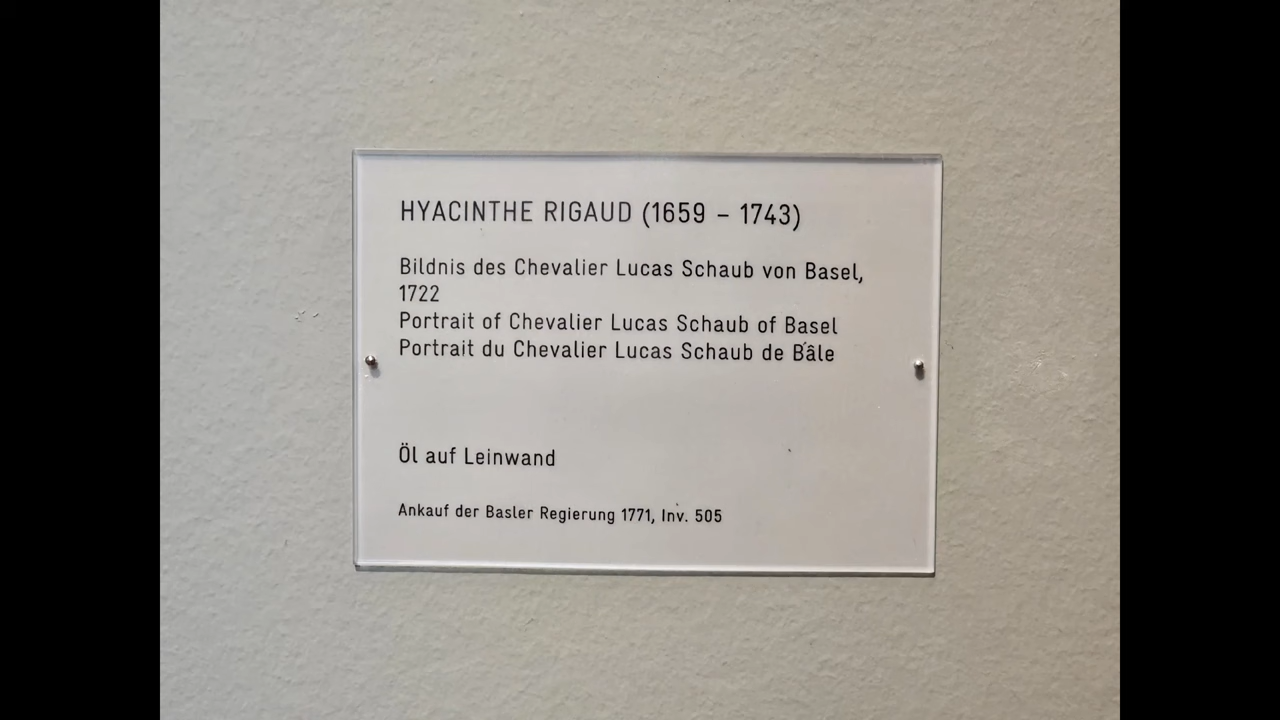 HYACINTHE RIGAUD (1659 – 1743)
Bildnis des Chevalier Lucas Schaub von Basel,
1722
Portrait of Chevalier Lucas Schaub of Basel
Portrait du Chevalier Lucas Schaub de Bâle
Öl auf Leinwand
Ankauf der Basler Regierung 1771, Inv. 505